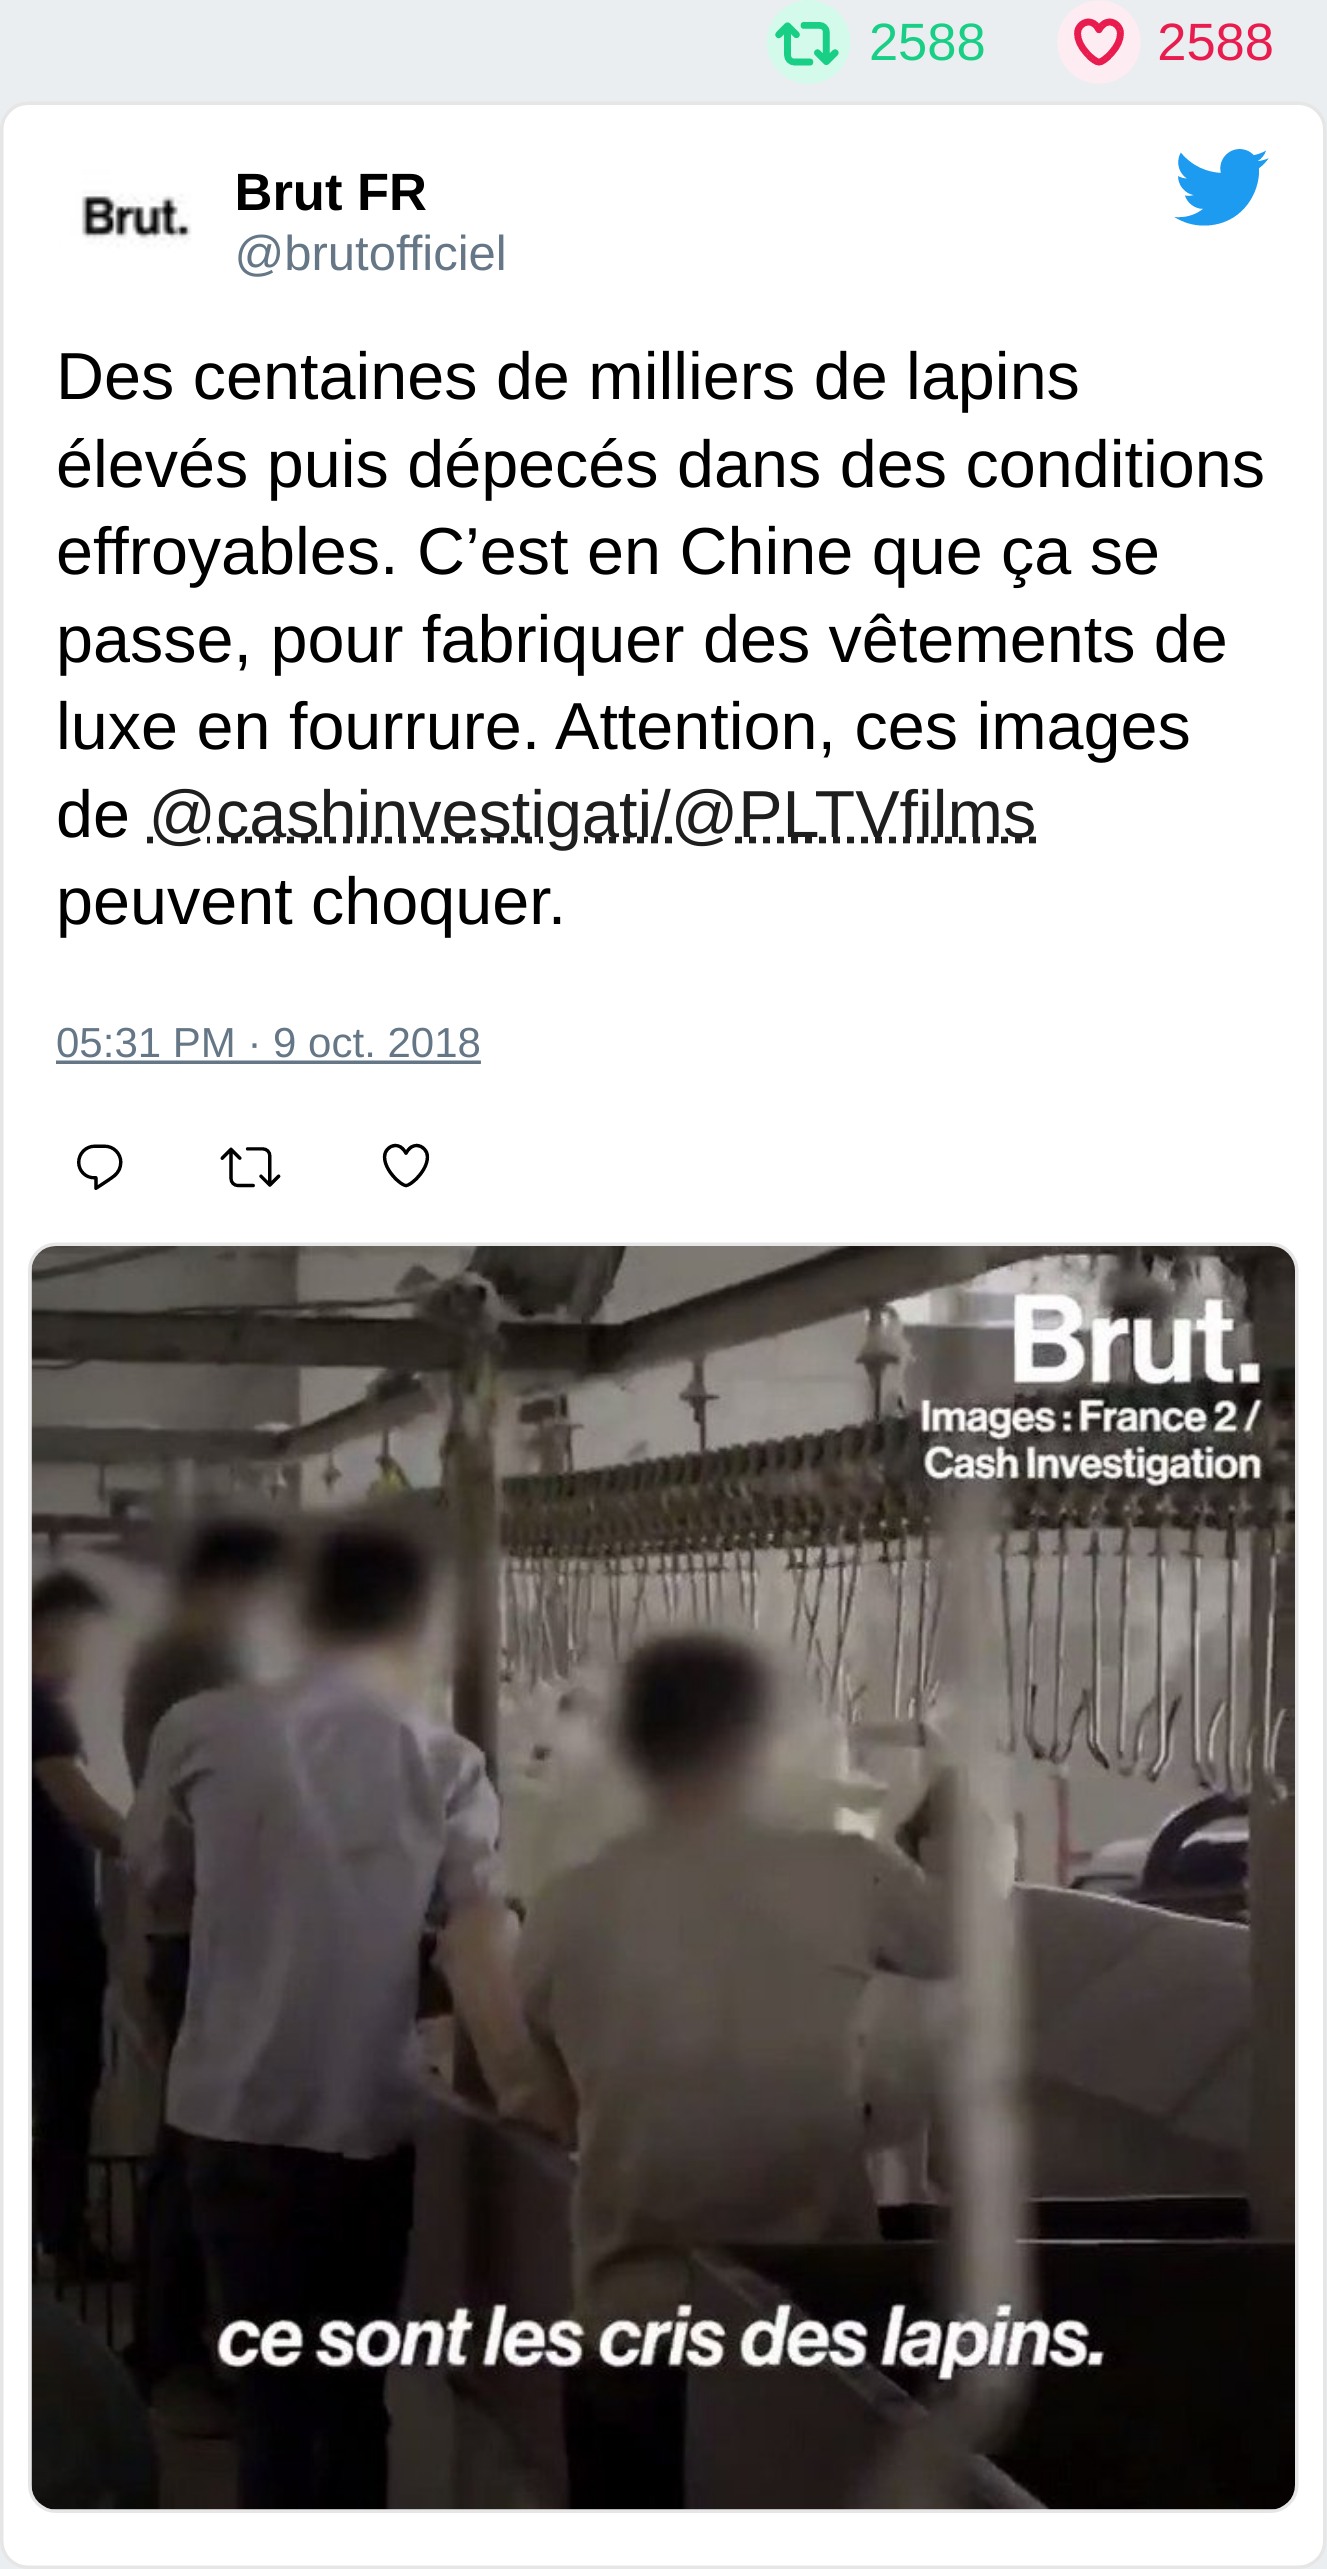 2588 2588
Brut.
Brut FR
@brutofficiel
Des centaines de milliers de lapins
élevés puis dépecés dans des conditions
effroyables. C’est en Chine que ça se
passe, pour fabriquer des vêtements de
luxe en fourrure. Attention, ces images
de @cashinvestigati/@PLTVfilms
peuvent choquer.
05:31 PM · 9 oct. 2018
Brut.
Images : France 2 /
Cash Investigation
ce sont les cris des lapins.